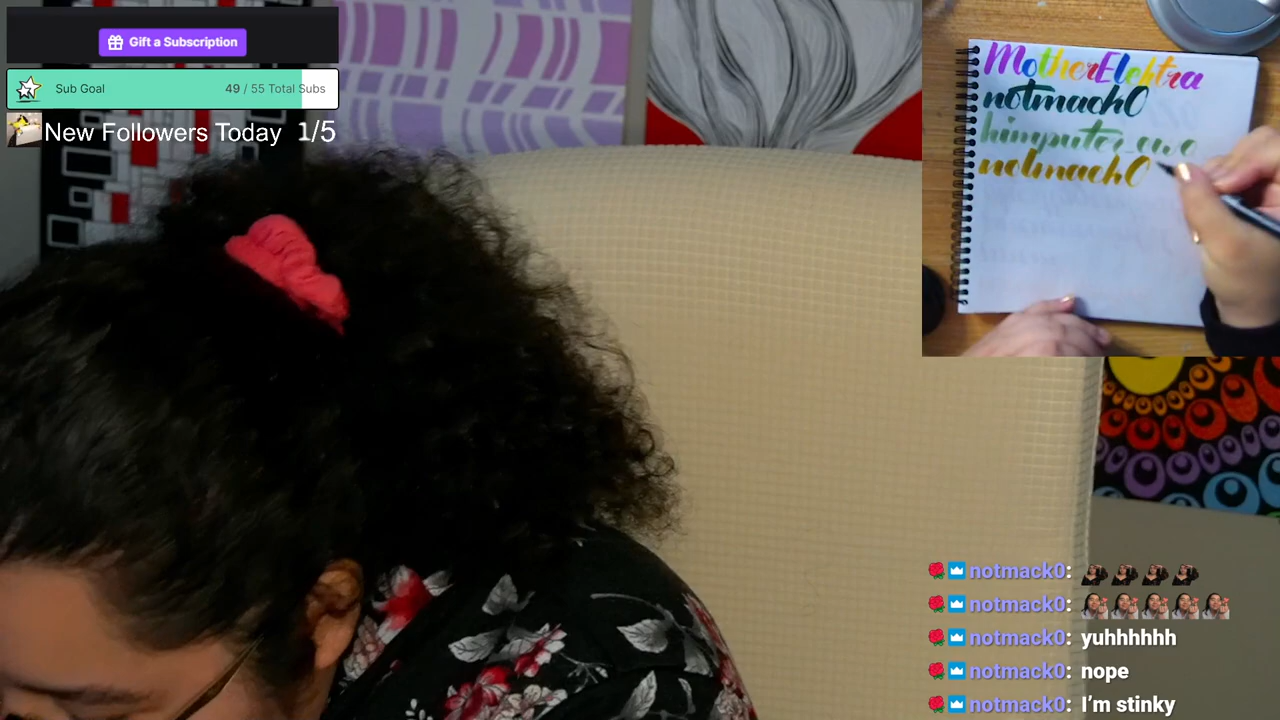 Gift a Subscription
Sub Goal 49 / 55 Total Subs
New Followers Today 1/5
MotherElektra
notmack0
himputer_owo
notmack0
notmack0:
notmack0:
notmack0: yuhhhhhh
notmack0: nope
notmack0: I'm stinky